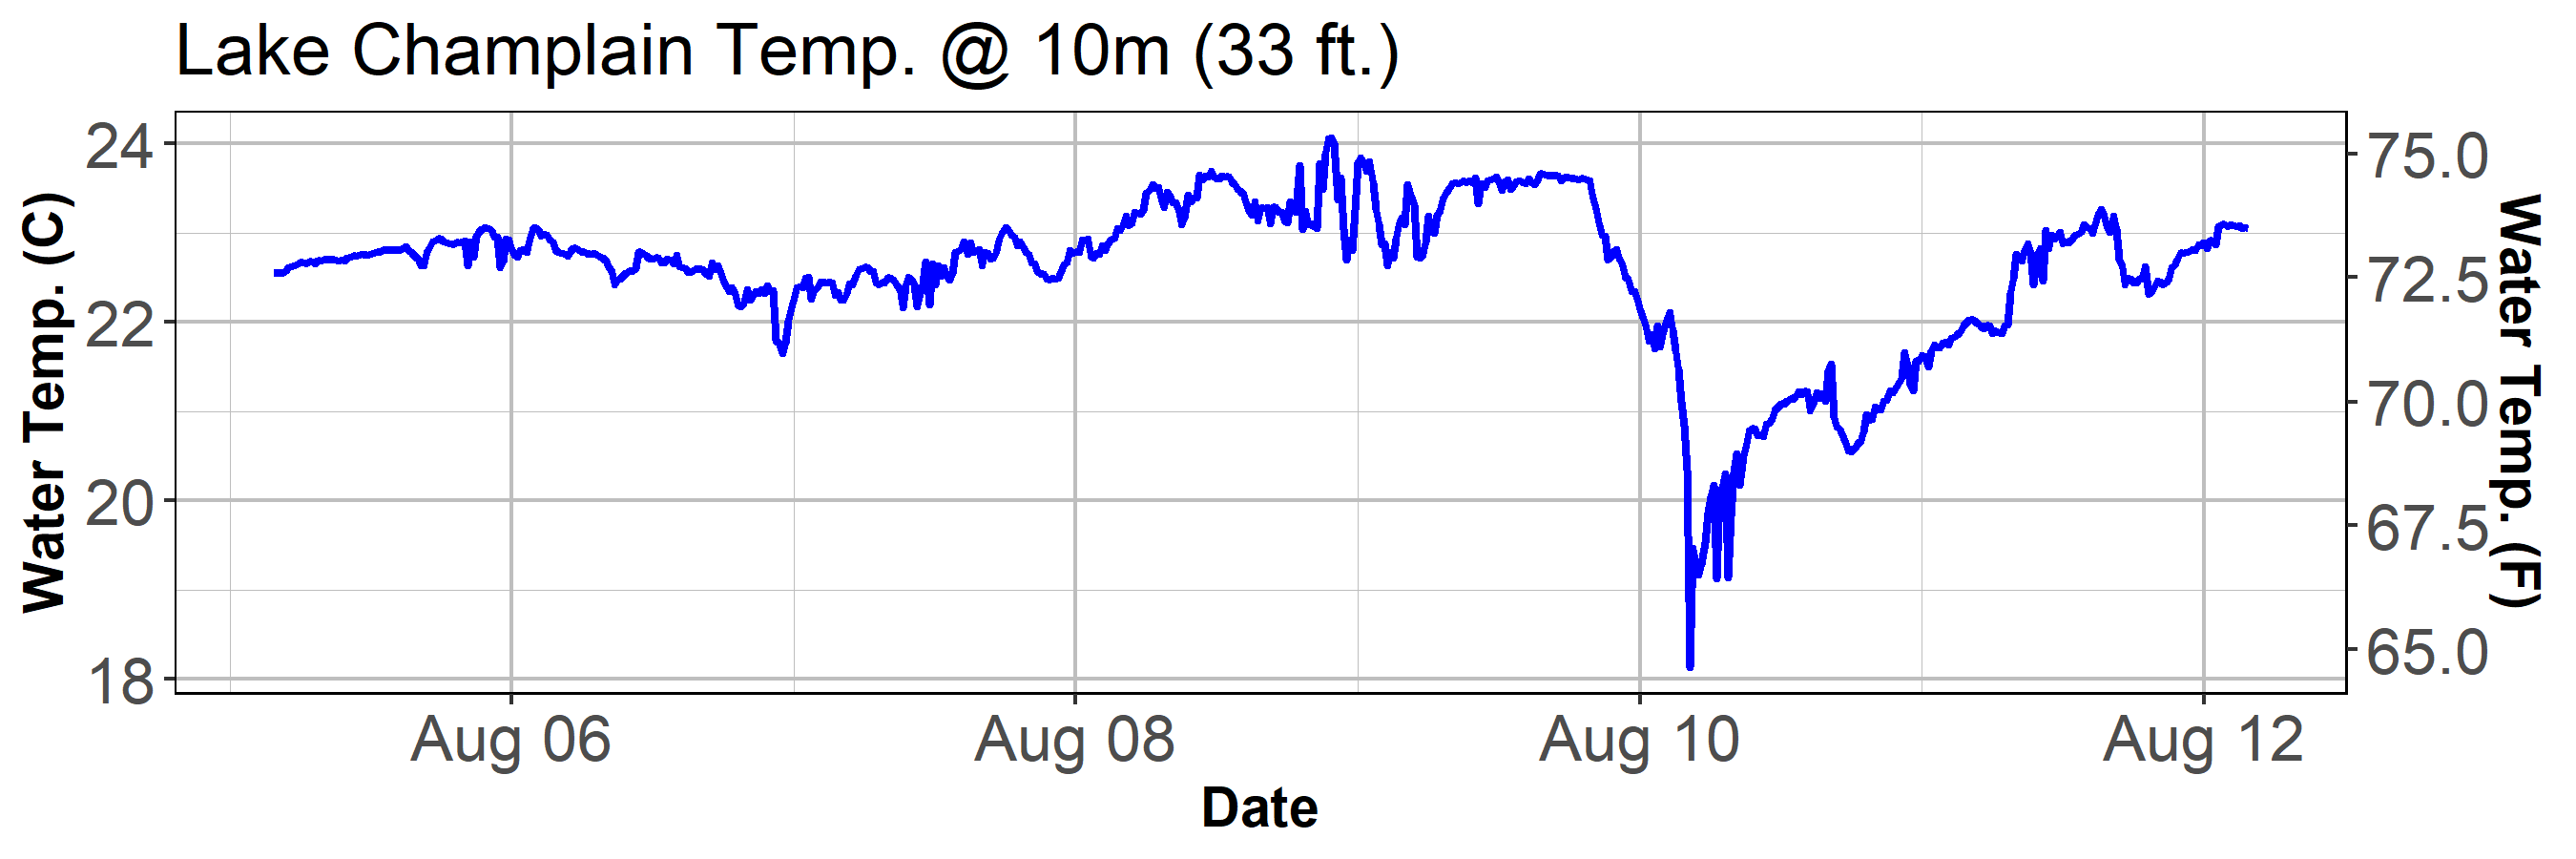 Lake Champlain Temp. @ 10m (33 ft.)
Water Temp. (C)
24
22
20
18
75.0
72.5
70.0
67.5
65.0
Water Temp. (F)
Aug 06 Aug 08 Aug 10 Aug 12
Date